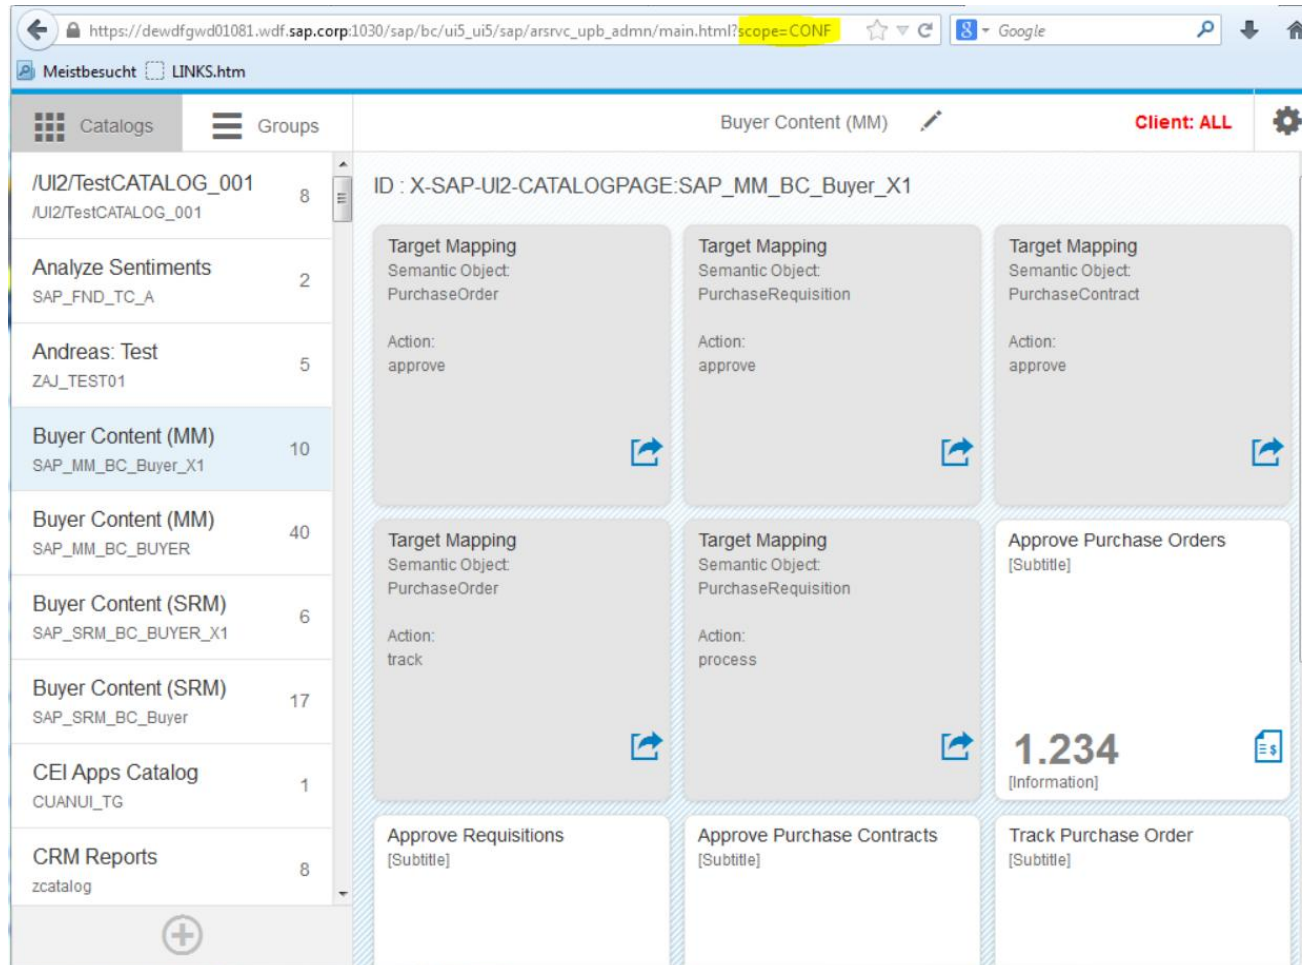 https://dewdfgwd01081.wdf.sap.corp:1030/sap/bc/ui5_ui5/sap/arsrvc_upb_admn/main.html?scope=CONF
8
Google
Meistbesucht
LINKS.htm
Catalogs
Groups
Buyer Content (MM)
Client: ALL
/UI2/TestCATALOG_001
8
/UI2/TestCATALOG_001
Analyze Sentiments
2
SAP_FND_TC_A
Andreas: Test
5
ZAJ_TEST01
Buyer Content (MM)
10
SAP_MM_BC_Buyer_X1
Buyer Content (MM)
40
SAP_MM_BC_BUYER
Buyer Content (SRM)
6
SAP_SRM_BC_BUYER_X1
Buyer Content (SRM)
17
SAP_SRM_BC_Buyer
CEI Apps Catalog
1
CUANUI_TG
CRM Reports
8
zcatalog
ID : X-SAP-UI2-CATALOGPAGE:SAP_MM_BC_Buyer_X1
Target Mapping
Semantic Object:
PurchaseOrder
Action:
approve
Target Mapping
Semantic Object:
PurchaseRequisition
Action:
approve
Target Mapping
Semantic Object:
PurchaseContract
Action:
approve
Target Mapping
Semantic Object:
PurchaseOrder
Action:
track
Target Mapping
Semantic Object:
PurchaseRequisition
Action:
process
Approve Purchase Orders
[Subtitle]
1.234
[Information]
Approve Requisitions
[Subtitle]
Approve Purchase Contracts
[Subtitle]
Track Purchase Order
[Subtitle]